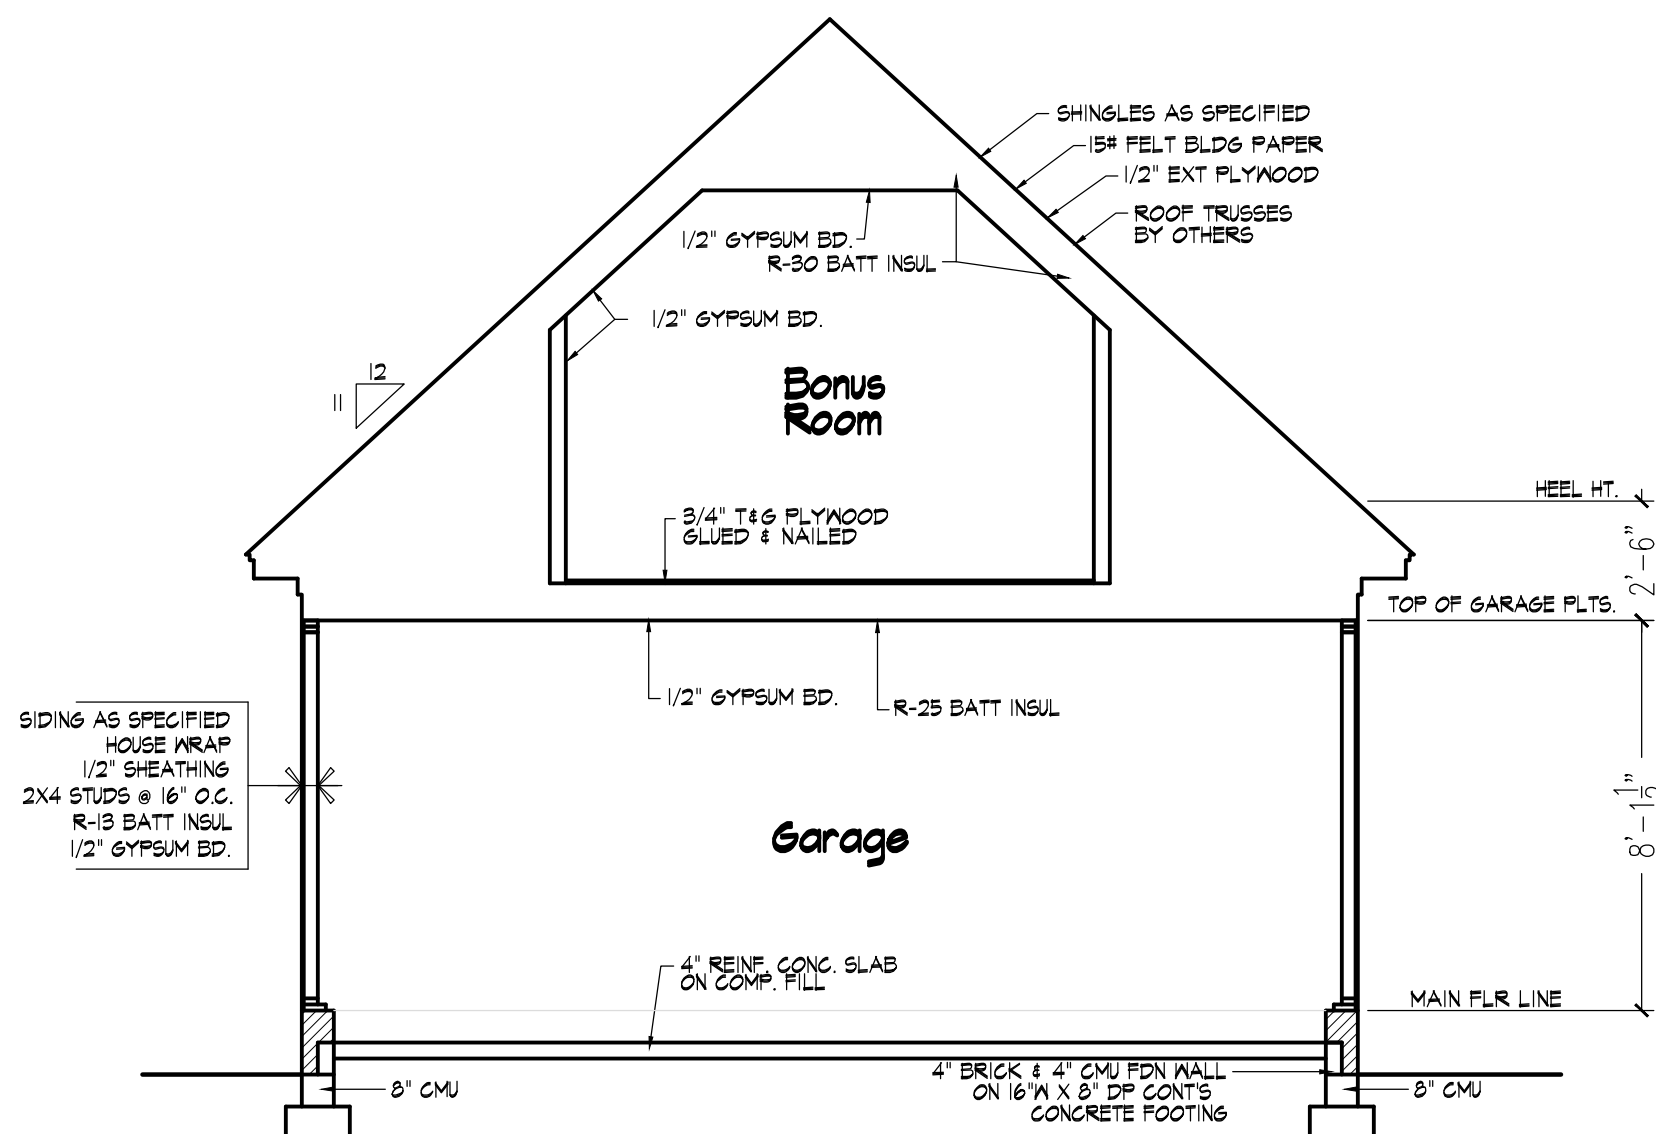 SHINGLES AS SPECIFIED
15# FELT BLDG PAPER
1/2" EXT PLYWOOD
ROOF TRUSSES
BY OTHERS
1/2" GYPSUM BD.
R-30 BATT INSUL
1/2" GYPSUM BD.
12
11
Bonus
Room
HEEL HT.
3/4" T&G PLYWOOD
GLUED & NAILED
2'-6"
TOP OF GARAGE PLTS.
1/2" GYPSUM BD.
R-25 BATT INSUL
SIDING AS SPECIFIED
HOUSE WRAP
1/2" SHEATHING
2X4 STUDS @ 16" O.C.
R-13 BATT INSUL
1/2" GYPSUM BD.
8'-1 1/2"
Garage
4" REINF. CONC. SLAB
ON COMP. FILL
MAIN FLR LINE
4" BRICK & 4" CMU FDN WALL
ON 16"W X 8" DP CONT'S
CONCRETE FOOTING
8" CMU
8" CMU